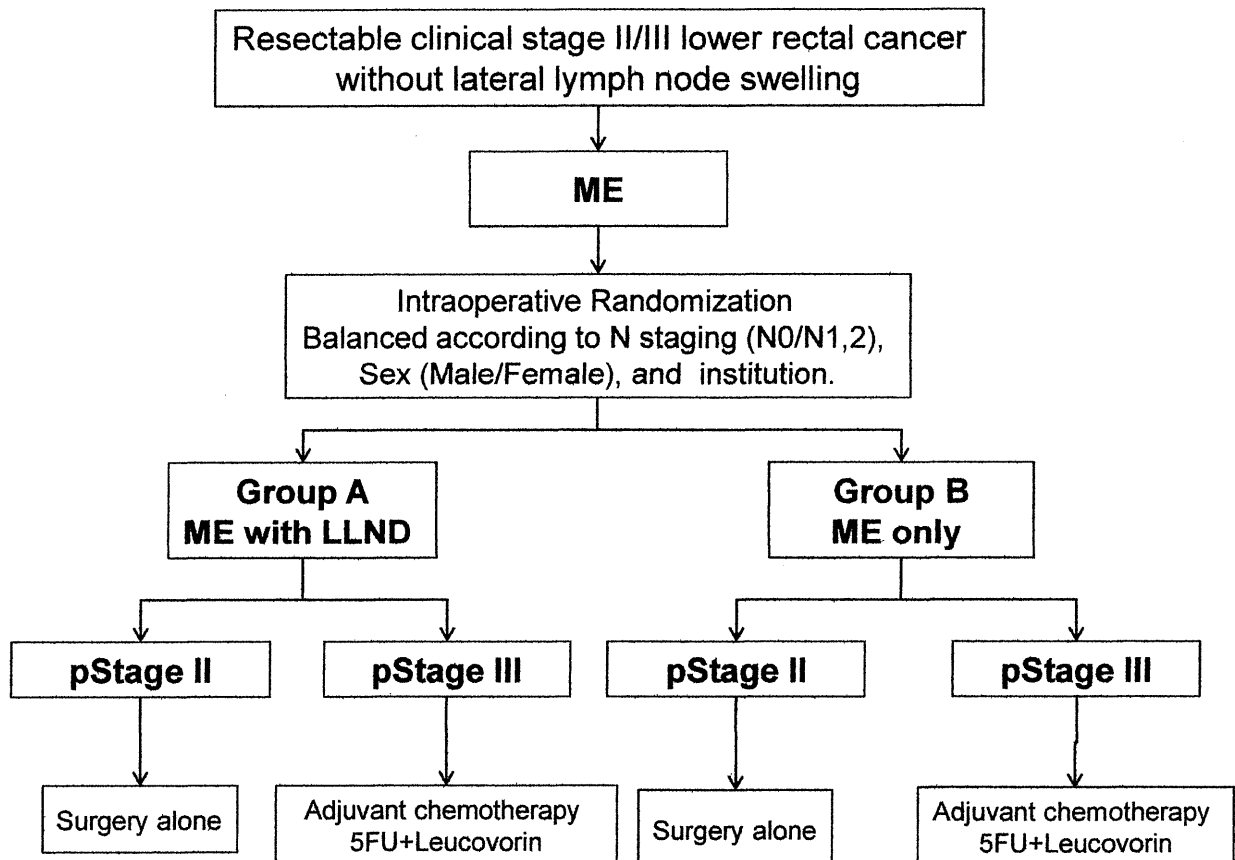 Resectable clinical stage II/III lower rectal cancer
without lateral lymph node swelling
ME
Intraoperative Randomization
Balanced according to N staging (N0/N1,2),
Sex (Male/Female), and institution.
Group A
ME with LLND
Group B
ME only
pStage II
pStage III
pStage II
pStage III
Surgery alone
Adjuvant chemotherapy
5FU+Leucovorin
Surgery alone
Adjuvant chemotherapy
5FU+Leucovorin